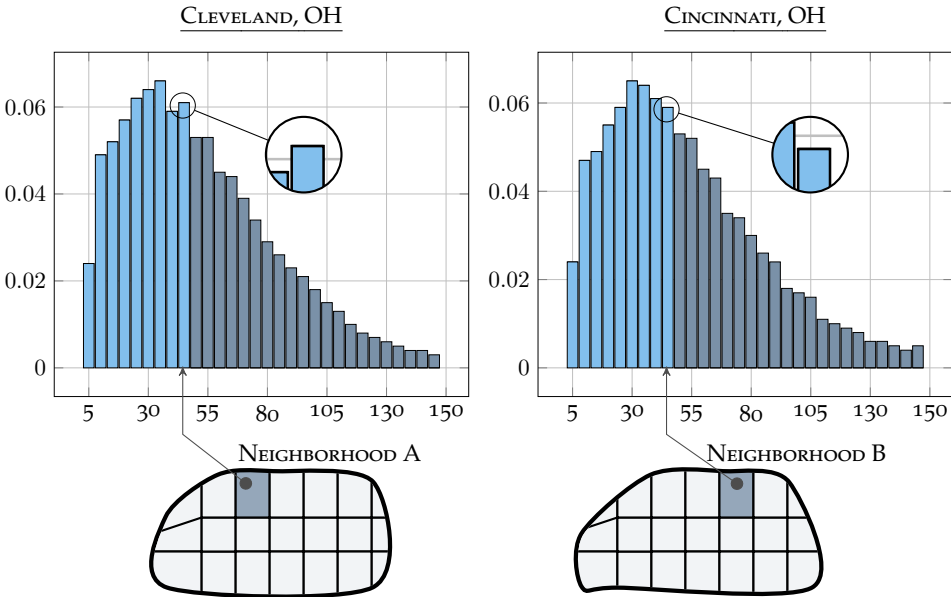 CLEVELAND, OH
CINCINNATI, OH
0.06
0.04
0.02
0
5 30 55 80 105 130 150
0.06
0.04
0.02
0
5 30 55 80 105 130 150
NEIGHBORHOOD A
NEIGHBORHOOD B